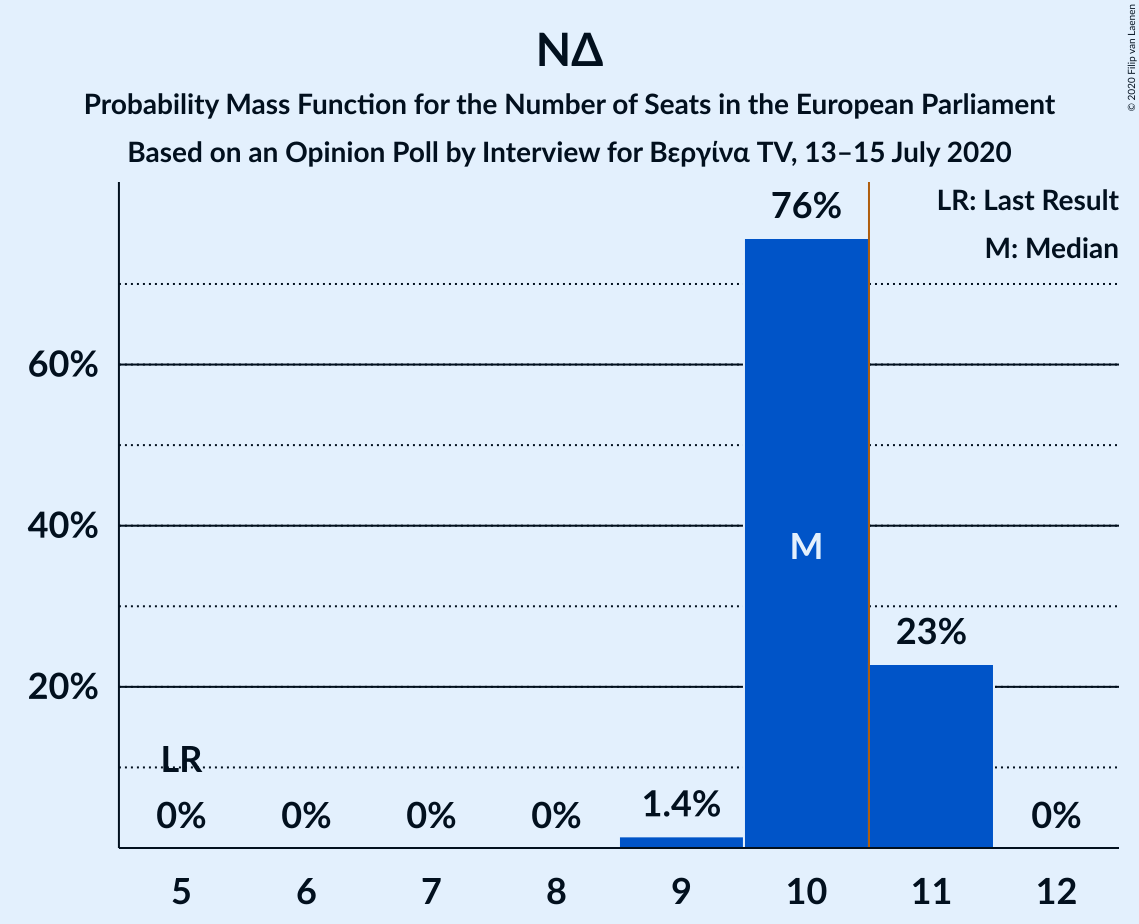 © 2020 Filip van Laenen
ΝΔ
Probability Mass Function for the Number of Seats in the European Parliament
Based on an Opinion Poll by Interview for Βεργίνα TV, 13–15 July 2020
LR: Last Result
M: Median
76%
60%
40%
M
23%
20%
LR
1.4%
0% 0% 0% 0% 0%
5 6 7 8 9 10 11 12